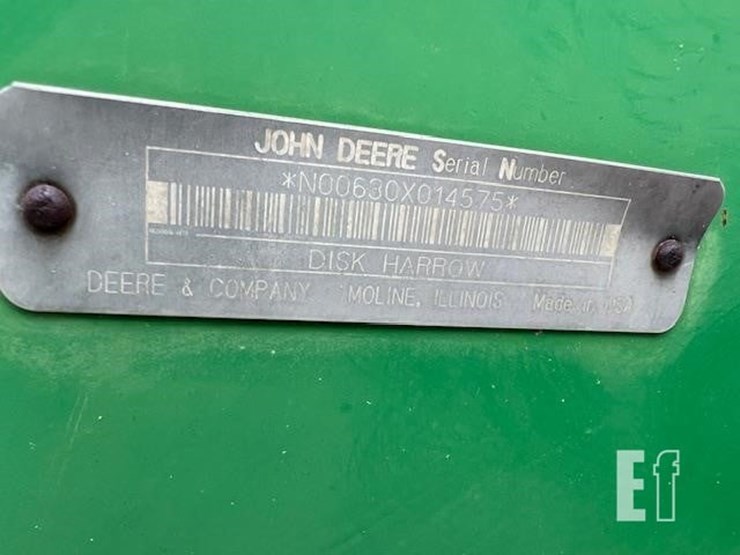 JOHN DEERE Serial Number
*N00630X014575*
DISK HARROW
DEERE & COMPANY MOLINE, ILLINOIS Made in USA
Ef